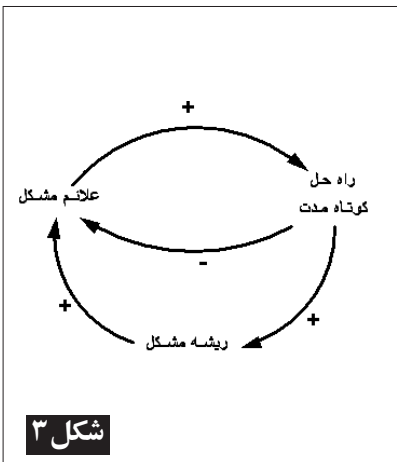 +
راه حل
کوتاه مدت
علائم مشکل
-
+
+
ریشه مشکل
شکل ۳